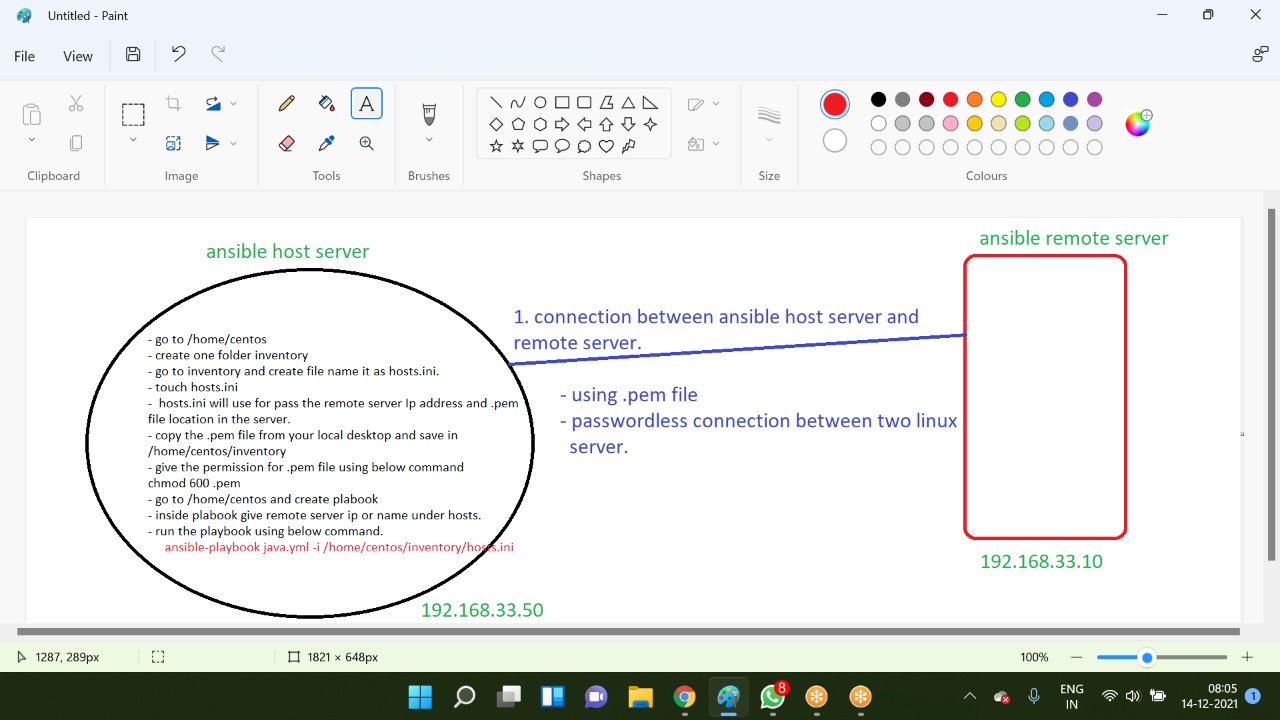 Untitled - Paint
File
View
Clipboard
Image
Tools
Brushes
Shapes
Size
Colours
A
ansible host server
ansible remote server
1. connection between ansible host server and
remote server.
- using .pem file
- passwordless connection between two linux
server.
- go to /home/centos
- create one folder inventory
- go to inventory and create file name it as hosts.ini.
- touch hosts.ini
- hosts.ini will use for pass the remote server Ip address and .pem
file location in the server.
- copy the .pem file from your local desktop and save in
/home/centos/inventory
- give the permission for .pem file using below command
chmod 600 .pem
- go to /home/centos and create plabook
- inside plabook give remote server ip or name under hosts.
- run the playbook using below command.
ansible-playbook java.yml -i /home/centos/inventory/hosts.ini
192.168.33.10
192.168.33.50
1287, 289px
1821 × 648px
100%
8
ENG
IN
08:05
14-12-2021
1